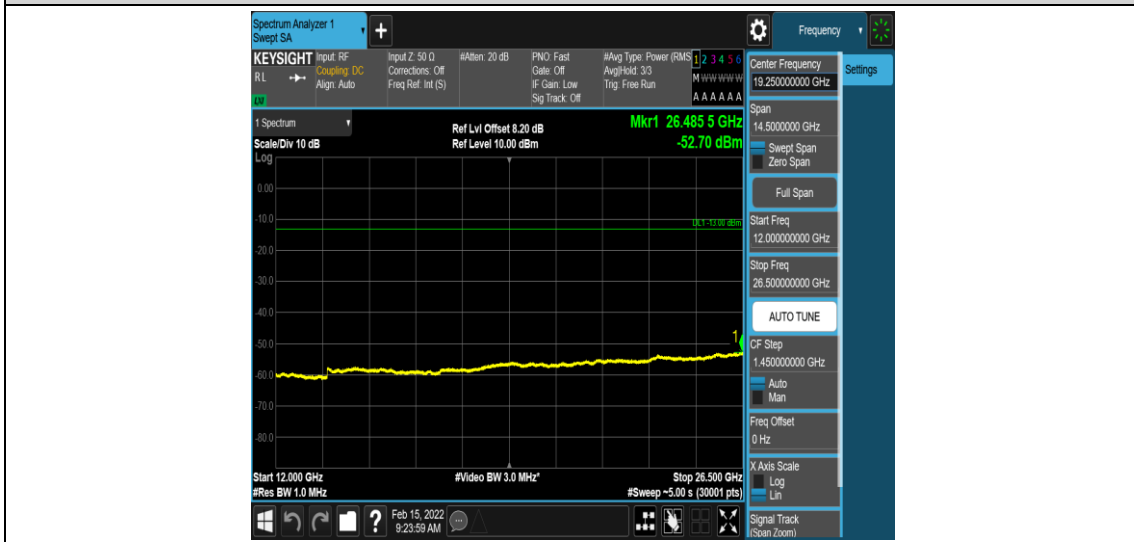 Spectrum Analyzer 1
Swept SA
+
Frequency
KEYSIGHT
RL
LXI
Input: RF
Coupling: DC
Align: Auto
Input Z: 50 Ω
Corrections: Off
Freq Ref: Int (S)
#Atten: 20 dB
PNO: Fast
Gate: Off
IF Gain: Low
Sig Track: Off
#Avg Type: Power (RMS
Avg|Hold: 3/3
Trig: Free Run
1 2 3 4 5 6
M W W W W W
A A A A A A
1 Spectrum
Scale/Div 10 dB
Ref Lvl Offset 8.20 dB
Ref Level 10.00 dBm
Mkr1 26.485 5 GHz
-52.70 dBm
Log
0.00
-10.0
-20.0
-30.0
-40.0
-50.0
-60.0
-70.0
-80.0
DL1 -13.00 dBm
1
Start 12.000 GHz
#Res BW 1.0 MHz
#Video BW 3.0 MHz*
Stop 26.500 GHz
#Sweep ~5.00 s (30001 pts)
Center Frequency
19.250000000 GHz
Settings
Span
14.5000000 GHz
Swept Span
Zero Span
Full Span
Start Freq
12.000000000 GHz
Stop Freq
26.500000000 GHz
AUTO TUNE
CF Step
1.450000000 GHz
Auto
Man
Freq Offset
0 Hz
X Axis Scale
Log
Lin
Signal Track
(Span Zoom)
?
Feb 15, 2022
9:23:59 AM